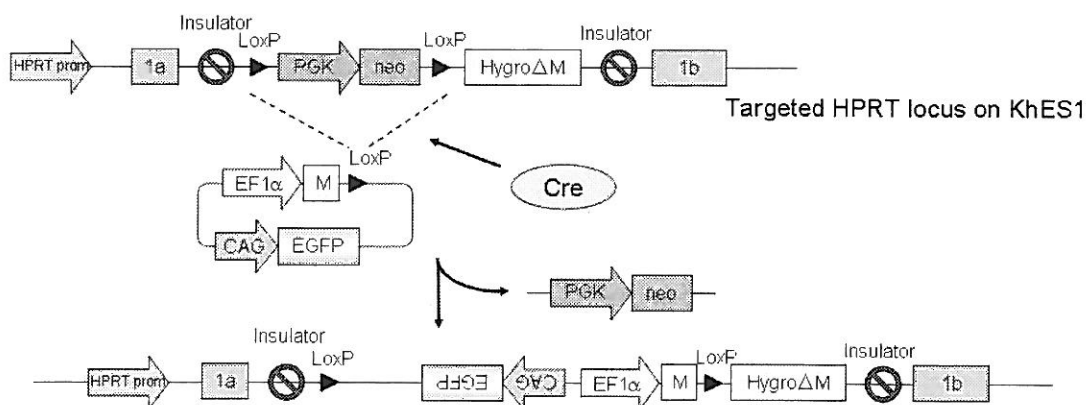 Insulator
LoxP
LoxP
Insulator
HPRT prom
1a
PGK
neo
HygroΔM
1b
Targeted HPRT locus on KhES1
LoxP
EF1α
M
Cre
CAG
EGFP
PGK
neo
Insulator
LoxP
LoxP
Insulator
HPRT prom
1a
EGFP
CAG
EF1α
M
HygroΔM
1b